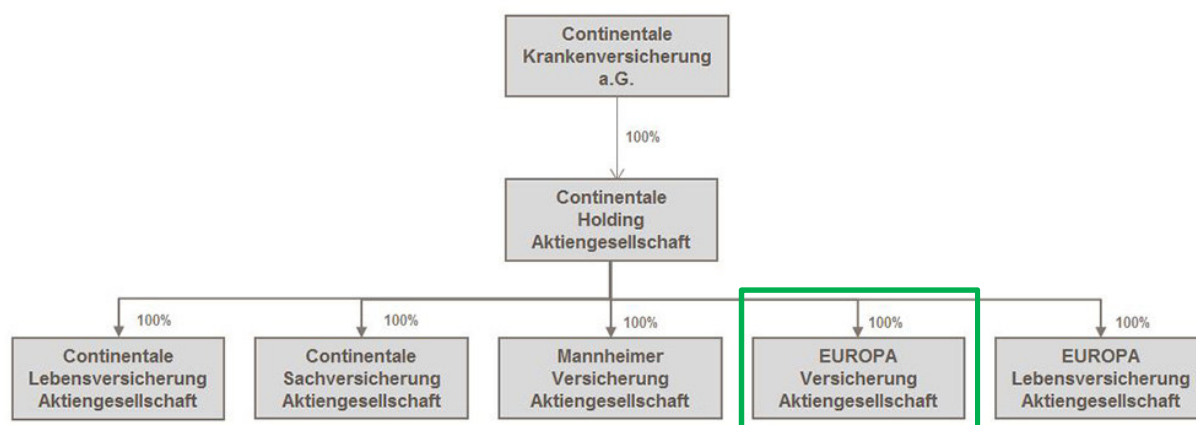 Continentale
Krankenversicherung
a.G.
100%
Continentale
Holding
Aktiengesellschaft
100%
100%
100%
100%
100%
Continentale
Lebensversicherung
Aktiengesellschaft
Continentale
Sachversicherung
Aktiengesellschaft
Mannheimer
Versicherung
Aktiengesellschaft
EUROPA
Versicherung
Aktiengesellschaft
EUROPA
Lebensversicherung
Aktiengesellschaft